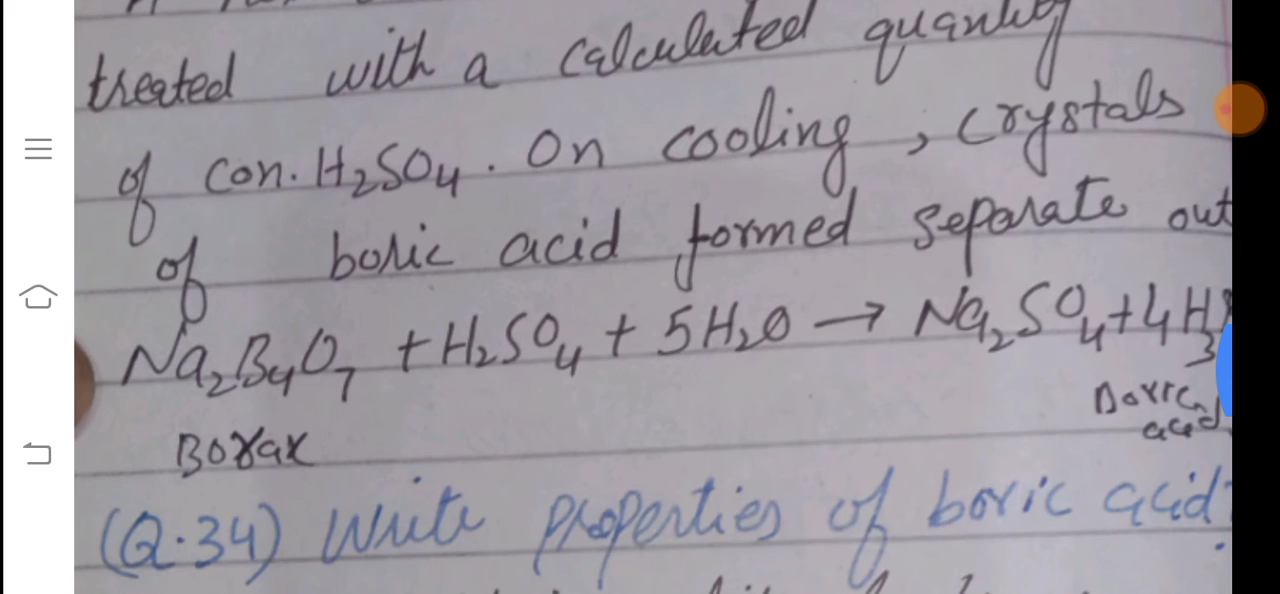 treated with a calculated quantity
of con. H₂SO₄. On cooling, crystals
of boric acid formed separate out
Na₂B₄O₇ + H₂SO₄ + 5H₂O → Na₂SO₄ + 4H₃
Boric acid
Borax
(Q.34) Write properties of boric acid?